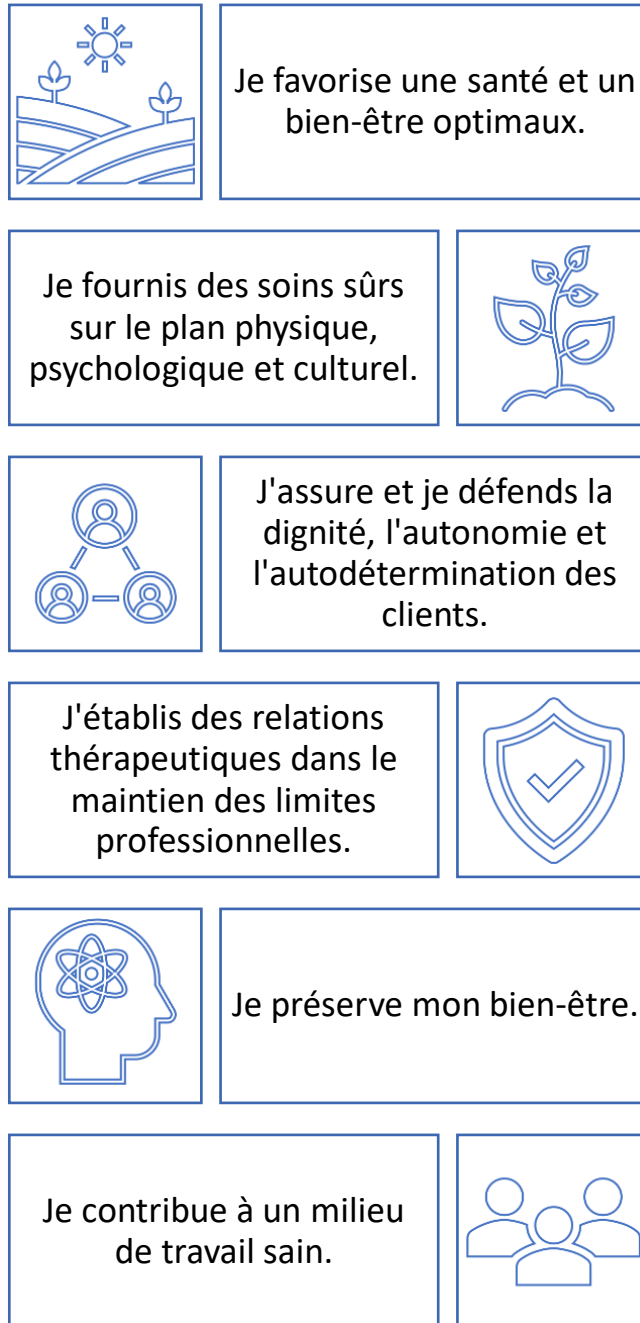 Je favorise une santé et un
bien-être optimaux.
Je fournis des soins sûrs
sur le plan physique,
psychologique et culturel.
J'assure et je défends la
dignité, l'autonomie et
l'autodétermination des
clients.
J'établis des relations
thérapeutiques dans le
maintien des limites
professionnelles.
Je préserve mon bien-être.
Je contribue à un milieu
de travail sain.